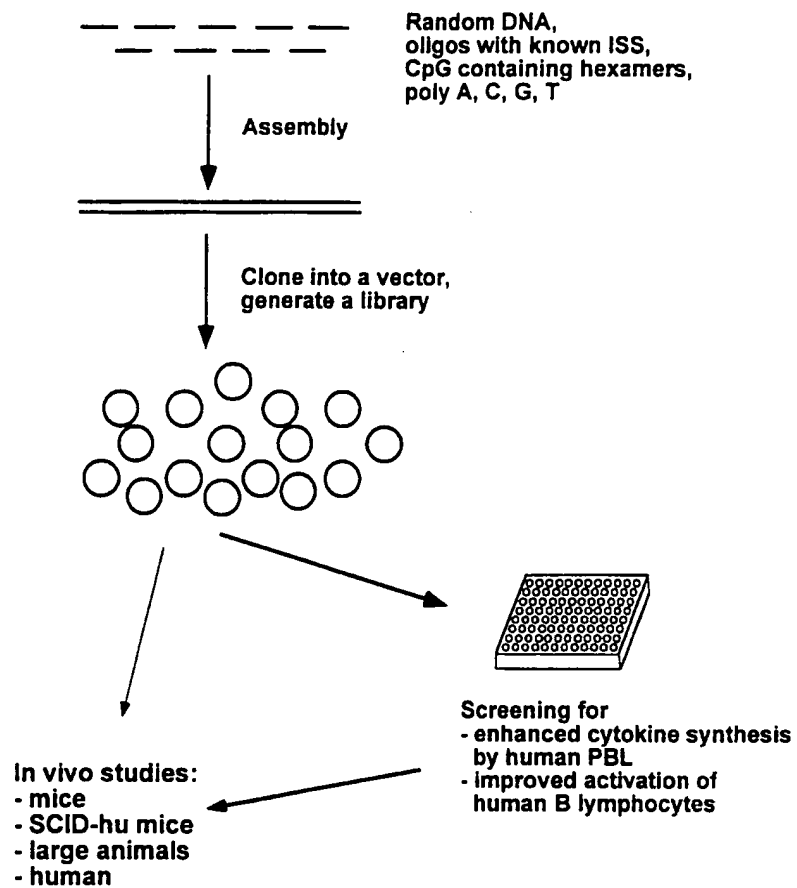 Random DNA,
oligos with known ISS,
CpG containing hexamers,
poly A, C, G, T
Assembly
Clone into a vector,
generate a library
Screening for
- enhanced cytokine synthesis
by human PBL
- improved activation of
human B lymphocytes
In vivo studies:
- mice
- SCID-hu mice
- large animals
- human